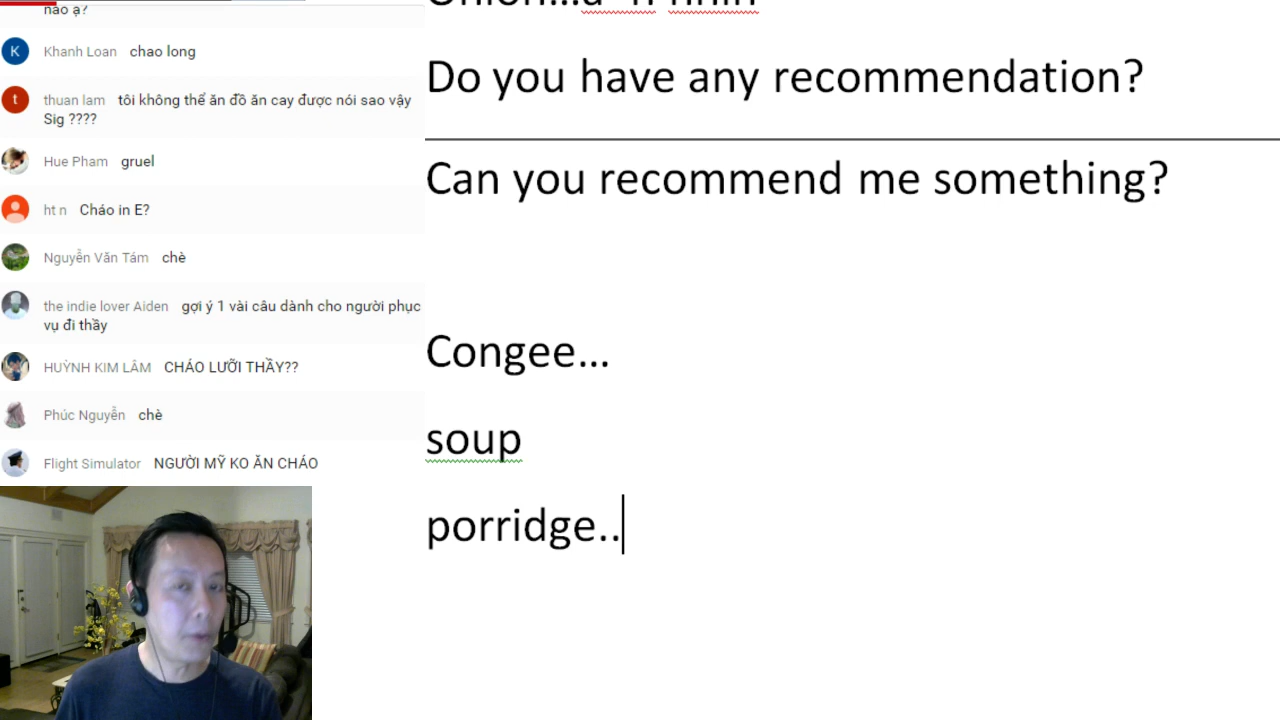 nào ạ?
K
Khanh Loan chao long
t
thuan lam tôi không thể ăn đồ ăn cay được nói sao vậy
Sig ????
Hue Pham gruel
ht n Cháo in E?
Nguyễn Văn Tám chè
the indie lover Aiden gợi ý 1 vài câu dành cho người phục
vụ đi thầy
HUỲNH KIM LÂM CHÁO LƯỠI THẦY??
Phúc Nguyễn chè
Flight Simulator NGƯỜI MỸ KO ĂN CHÁO
Do you have any recommendation?
Can you recommend me something?
Congee...
soup
porridge..